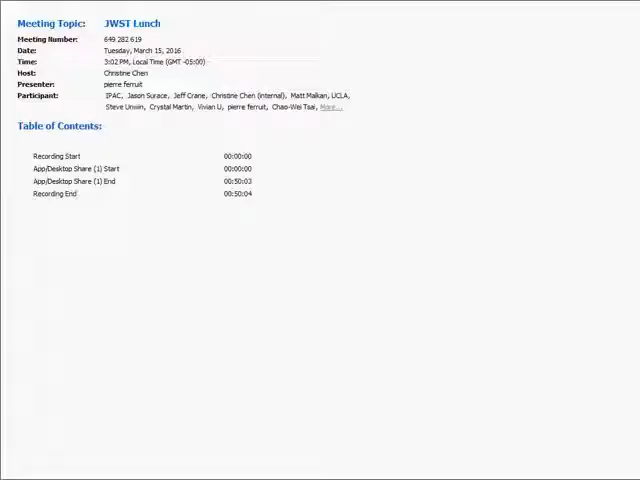 Meeting Topic: JWST Lunch
Meeting Number: 649 282 619
Date: Tuesday, March 15, 2016
Time: 3:02 PM, Local Time (GMT -05:00)
Host: Christine Chen
Presenter: pierre ferruit
Participant: IPAC, Jason Surace, Jeff Crane, Christine Chen (internal), Matt Malkan, UCLA,
Steve Unwin, Crystal Martin, Vivian U, pierre ferruit, Chao-Wei Tsai, More...
Table of Contents:
Recording Start 00:00:00
App/Desktop Share (1) Start 00:00:00
App/Desktop Share (1) End 00:50:03
Recording End 00:50:04